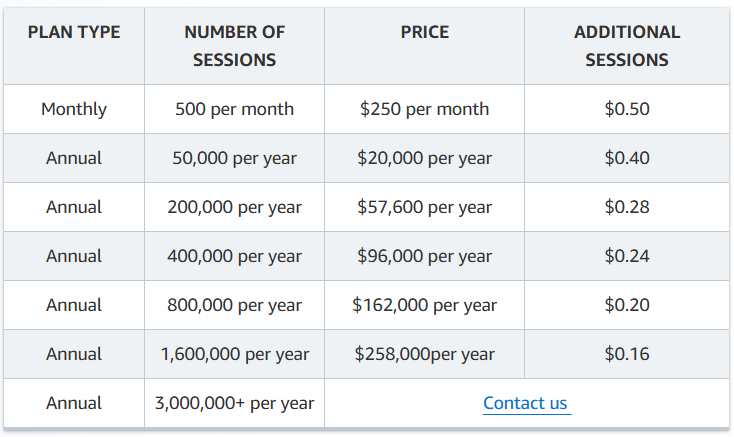 PLAN TYPE NUMBER OF SESSIONS PRICE ADDITIONAL SESSIONS
Monthly 500 per month $250 per month $0.50
Annual 50,000 per year $20,000 per year $0.40
Annual 200,000 per year $57,600 per year $0.28
Annual 400,000 per year $96,000 per year $0.24
Annual 800,000 per year $162,000 per year $0.20
Annual 1,600,000 per year $258,000per year $0.16
Annual 3,000,000+ per year Contact us